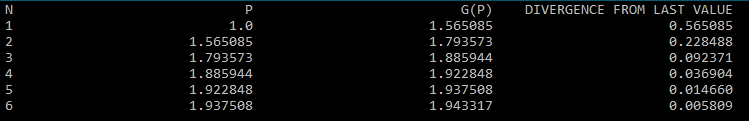 N P G(P) DIVERGENCE FROM LAST VALUE
1 1.0 1.565085 0.565085
2 1.565085 1.793573 0.228488
3 1.793573 1.885944 0.092371
4 1.885944 1.922848 0.036904
5 1.922848 1.937508 0.014660
6 1.937508 1.943317 0.005809